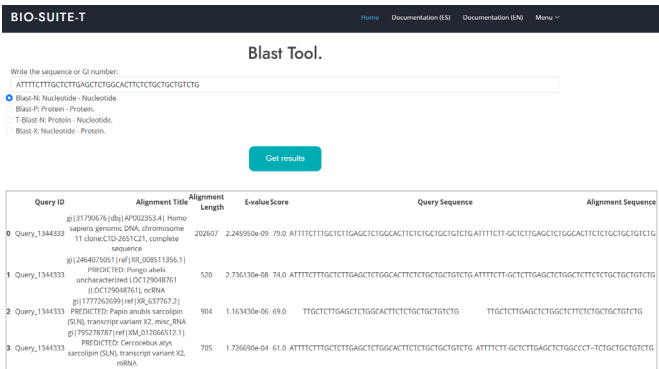 BIO-SUITE-T
Home Documentation (ES) Documentation (EN) Menu
Blast Tool.
Write the sequence or GI number:
ATTTTCTTTGCTCTTGAGCTCTGGCACTTCTCTGCTGCTGTCTG
Blast-N: Nucleotide - Nucleotide.
Blast-P: Protein - Protein.
T-Blast-N: Protein - Nucleotide.
Blast-X: Nucleotide - Protein.
Get results
Query ID Alignment Title Alignment Length E-value Score Query Sequence Alignment Sequence
gi|31790676|dbj|AP002353.4| Homo
sapiens genomic DNA, chromosome
0 Query_1344333 11 clone:CTD-2651C21, complete 202607 2.245950e-09 79.0 ATTTTCTTTGCTCTTGAGCTCTGGCACTTCTCTGCTGCTGTCTG ATTTTCTT-GCTCTTGAGCTCTGGCACTTCTCTGCTGCTGTCTG
sequence
gi|2464075051|ref|XR_008511356.1|
PREDICTED: Pongo abelii
1 Query_1344333 uncharacterized LOC129048761 520 2.736130e-08 74.0 ATTTTCTTTGCTCTTGAGCTCTGGCACTTCTCTGCTGCTGTCTG ATTTTCTT-GCTCTTGAGCTCTGGCTCTTCTCTGCTGCTGTCTG
(LOC129048761), ncRNA
gi|1777262699|ref|XR_637767.2|
2 Query_1344333 PREDICTED: Papio anubis sarcolipin 904 1.163430e-06 69.0 TTGCTCTTGAGCTCTGGCACTTCTCTGCTGCTGTCTG TTGCTCTTGAGCTCTGGCTCTTCTCTGCTGCTGTCTG
(SLN), transcript variant X2, misc_RNA
gi|795278787|ref|XM_012066512.1|
PREDICTED: Cercocebus atys
3 Query_1344333 sarcolipin (SLN), transcript variant X2, 705 1.726690e-04 61.0 ATTTTCTTTGCTCTTGAGCTCTGGCACTTCTCTGCTGCTGTCTG ATTTTCTT-GCTCTTGAGCTCTGGCCCT--TCTGCTGCTGTCTG
mRNA